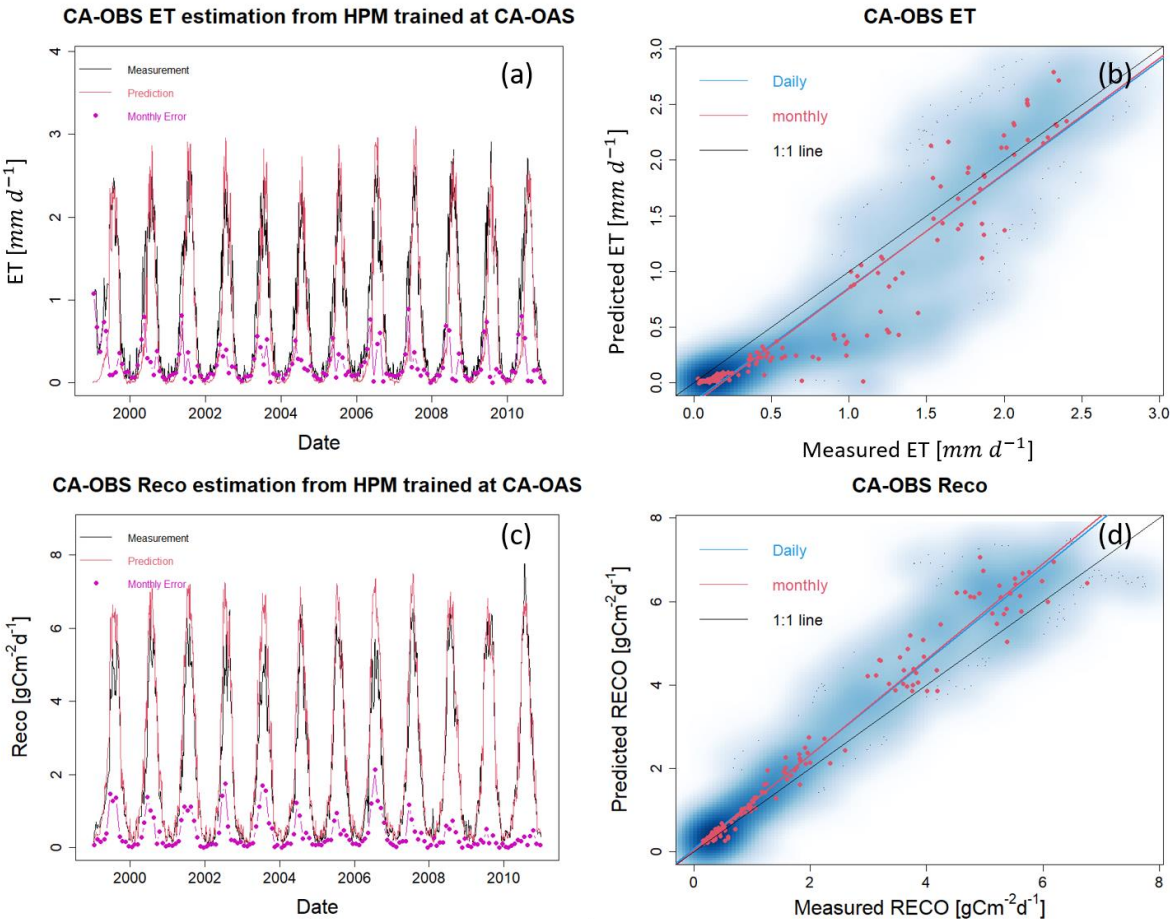 CA-OBS ET estimation from HPM trained at CA-OAS
(a)
Measurement
Prediction
Monthly Error
ET [mm d⁻¹]
4
3
2
1
0
2000 2002 2004 2006 2008 2010
Date
CA-OBS ET
(b)
Daily
monthly
1:1 line
Predicted ET [mm d⁻¹]
3.0
2.5
2.0
1.5
1.0
0.5
0.0
0.0 0.5 1.0 1.5 2.0 2.5 3.0
Measured ET [mm d⁻¹]
CA-OBS Reco estimation from HPM trained at CA-OAS
(c)
Measurement
Prediction
Monthly Error
Reco [gCm⁻²d⁻¹]
8
6
4
2
0
2000 2002 2004 2006 2008 2010
Date
CA-OBS Reco
(d)
Daily
monthly
1:1 line
Predicted RECO [gCm⁻²d⁻¹]
8
6
4
2
0
0 2 4 6 8
Measured RECO [gCm⁻²d⁻¹]